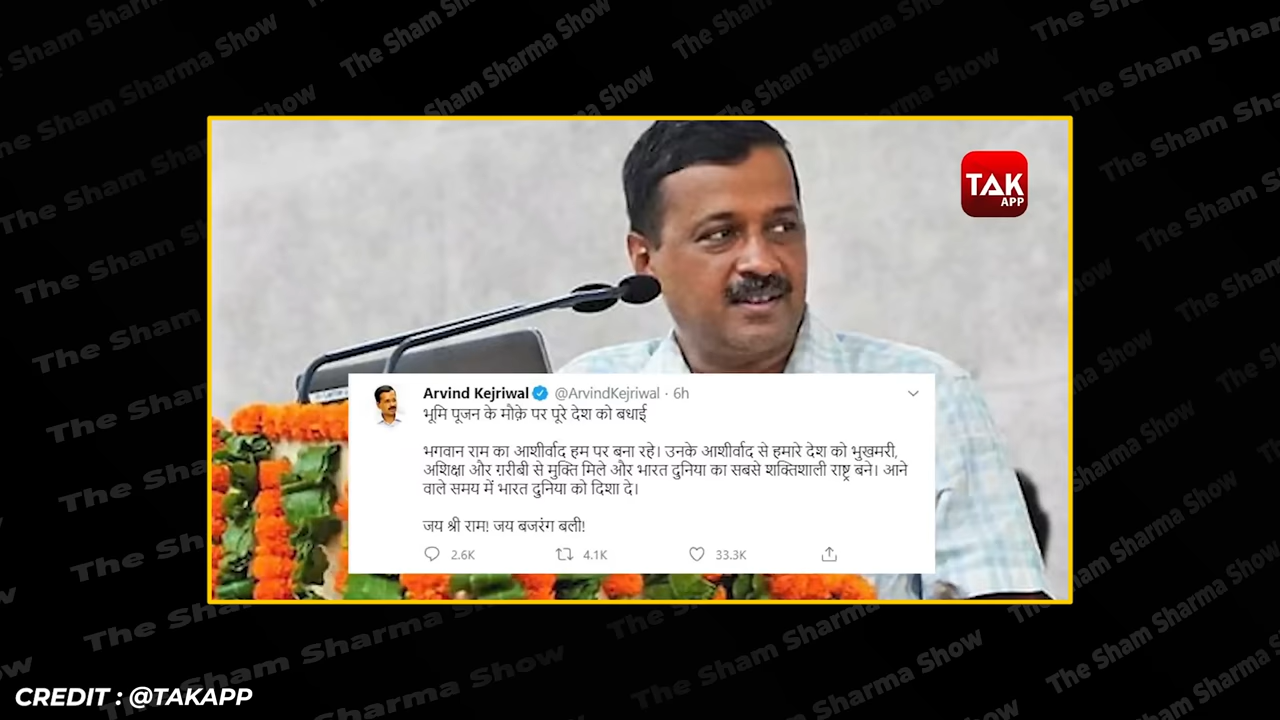 The Sham Sharma Show
TAK
APP
Arvind Kejriwal @ArvindKejriwal · 6h
भूमि पूजन के मौक़े पर पूरे देश को बधाई
भगवान राम का आशीर्वाद हम पर बना रहे। उनके आशीर्वाद से हमारे देश को भुखमरी,
अशिक्षा और ग़रीबी से मुक्ति मिले और भारत दुनिया का सबसे शक्तिशाली राष्ट्र बने। आने
वाले समय में भारत दुनिया को दिशा दे।
जय श्री राम! जय बजरंग बली!
2.6K 4.1K 33.3K
CREDIT : @TAKAPP